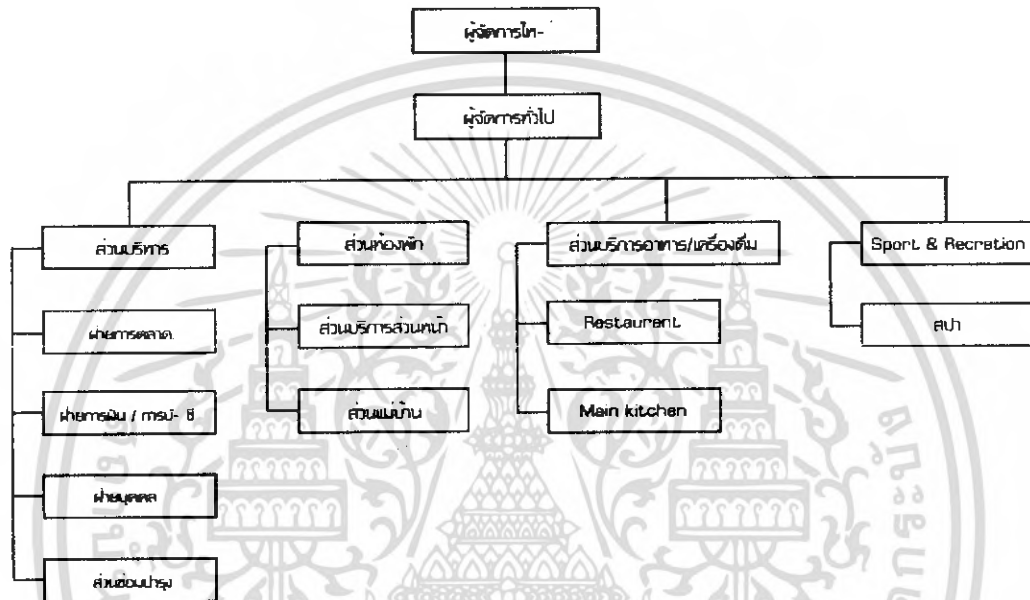 ผู้จัดการให-
ผู้จัดการทั่วไป
ส่วนบริหาร
ฝ่ายการตลาด.
ฝ่ายการเงิน / การบั- ชี
ฝ่ายบุคคล
ส่วนซ่อมบำรุง
ส่วนห้องพัก
ส่วนบริการส่วนหน้า
ส่วนแม่บ้าน
ส่วนบริการอาหาร/เครื่องดื่ม
Restaurent
Main kitchen
Sport & Recretion
สปา